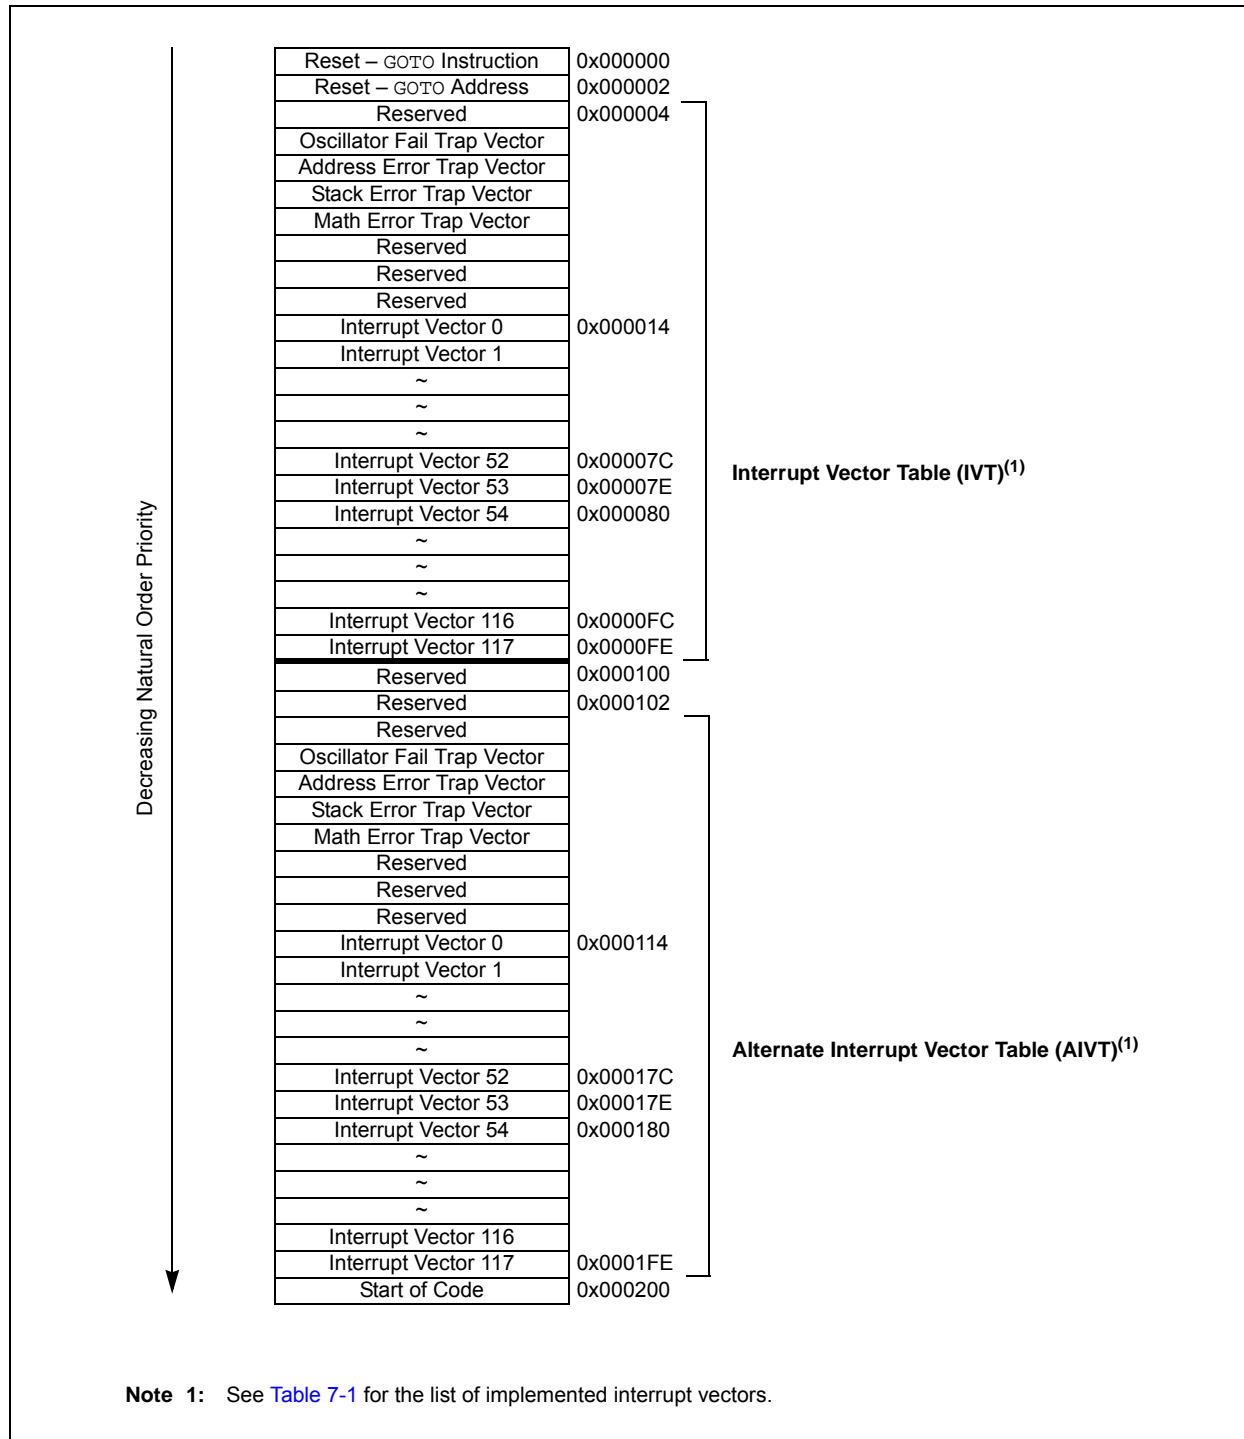 Reset – GOTO Instruction 0x000000
Reset – GOTO Address 0x000002
Reserved 0x000004
Oscillator Fail Trap Vector
Address Error Trap Vector
Stack Error Trap Vector
Math Error Trap Vector
Reserved
Reserved
Reserved
Interrupt Vector 0 0x000014
Interrupt Vector 1
~
~
~
Interrupt Vector 52 0x00007C
Interrupt Vector Table (IVT)(1)
Interrupt Vector 53 0x00007E
Interrupt Vector 54 0x000080
~
~
~
Interrupt Vector 116 0x0000FC
Interrupt Vector 117 0x0000FE
Decreasing Natural Order Priority
Reserved 0x000100
Reserved 0x000102
Reserved
Oscillator Fail Trap Vector
Address Error Trap Vector
Stack Error Trap Vector
Math Error Trap Vector
Reserved
Reserved
Reserved
Interrupt Vector 0 0x000114
Interrupt Vector 1
~
~
~
Alternate Interrupt Vector Table (AIVT)(1)
Interrupt Vector 52 0x00017C
Interrupt Vector 53 0x00017E
Interrupt Vector 54 0x000180
~
~
~
Interrupt Vector 116
Interrupt Vector 117 0x0001FE
Start of Code 0x000200
Note 1: See Table 7-1 for the list of implemented interrupt vectors.